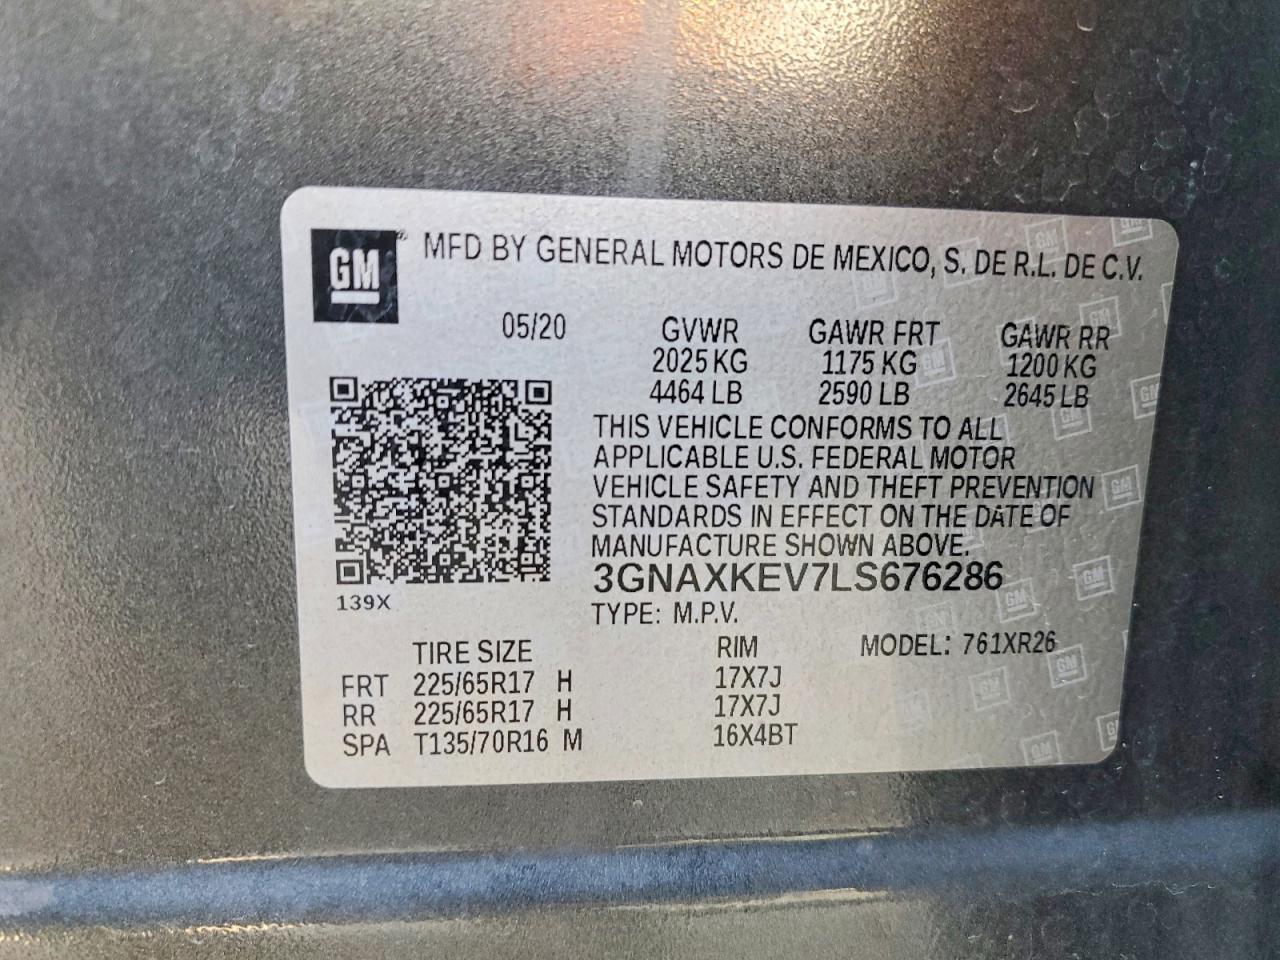 GM® MFD BY GENERAL MOTORS DE MEXICO, S. DE R.L. DE C.V.
05/20 GVWR GAWR FRT GAWR RR
2025 KG 1175 KG 1200 KG
4464 LB 2590 LB 2645 LB
THIS VEHICLE CONFORMS TO ALL
APPLICABLE U.S. FEDERAL MOTOR
VEHICLE SAFETY AND THEFT PREVENTION
STANDARDS IN EFFECT ON THE DATE OF
MANUFACTURE SHOWN ABOVE.
3GNAXKEV7LS676286
139X
TYPE: M.P.V.
TIRE SIZE RIM MODEL: 761XR26
FRT 225/65R17 H 17X7J
RR 225/65R17 H 17X7J
SPA T135/70R16 M 16X4BT